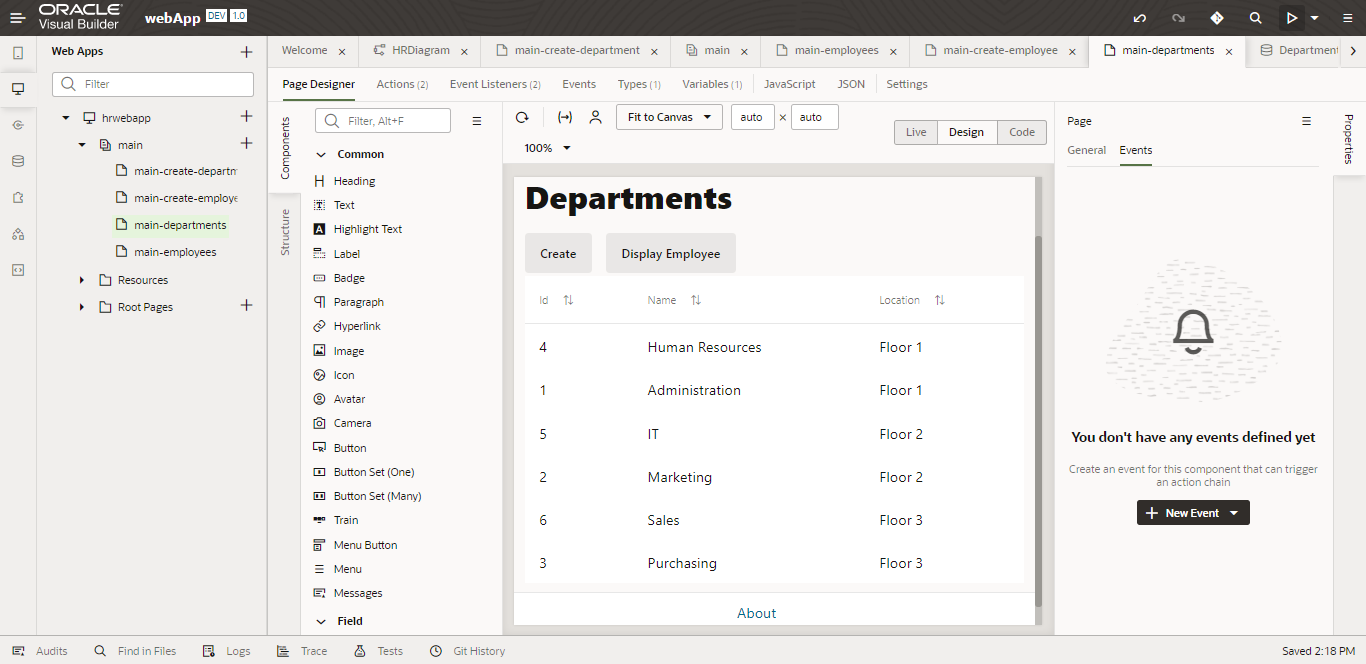 ORACLE
Visual Builder
webApp DEV 1.0
Web Apps
Filter
hrwebapp
main
main-create-departn
main-create-employe
main-departments
main-employees
Resources
Root Pages
Welcome
HRDiagram
main-create-department
main
main-employees
main-create-employee
main-departments
Department
Page Designer
Actions (2)
Event Listeners (2)
Events
Types (1)
Variables (1)
JavaScript
JSON
Settings
Components
Structure
Filter, Alt+F
Common
Heading
Text
Highlight Text
Label
Badge
Paragraph
Hyperlink
Image
Icon
Avatar
Camera
Button
Button Set (One)
Button Set (Many)
Train
Menu Button
Menu
Messages
Field
Fit to Canvas
auto × auto
100%
Live
Design
Code
Departments
Create
Display Employee
Id Name Location
4 Human Resources Floor 1
1 Administration Floor 1
5 IT Floor 2
2 Marketing Floor 2
6 Sales Floor 3
3 Purchasing Floor 3
About
Page
General
Events
You don't have any events defined yet
Create an event for this component that can trigger
an action chain
New Event
Properties
Audits
Find in Files
Logs
Trace
Tests
Git History
Saved 2:18 PM